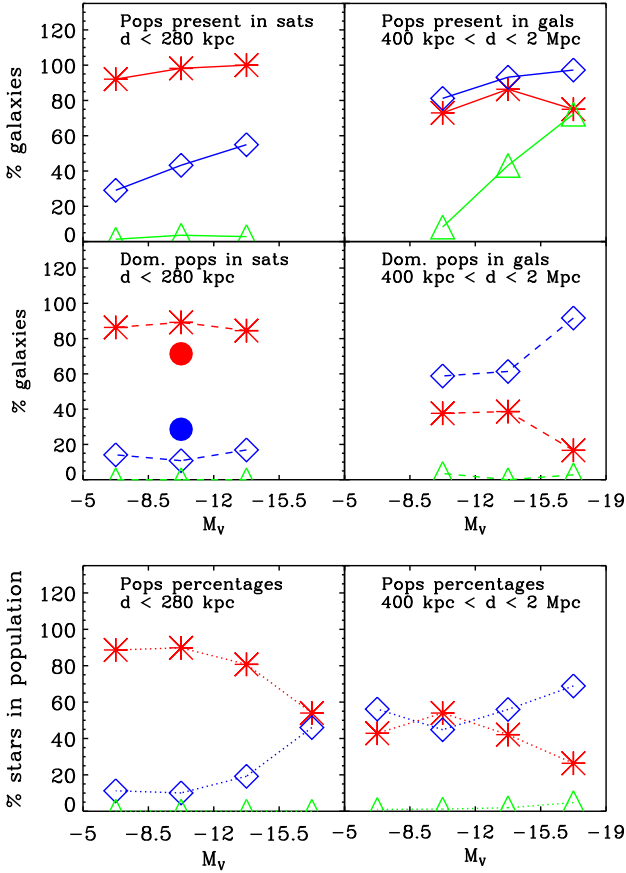 Pops present in sats
d < 280 kpc
Pops present in gals
400 kpc < d < 2 Mpc
% galaxies
120
100
80
60
40
20
0
Dom. pops in sats
d < 280 kpc
Dom. pops in gals
400 kpc < d < 2 Mpc
% galaxies
120
100
80
60
40
20
0
-5 -8.5 -12 -15.5 -5 -8.5 -12 -15.5 -19
M_V M_V
Pops percentages
d < 280 kpc
Pops percentages
400 kpc < d < 2 Mpc
% stars in population
120
100
80
60
40
20
0
-5 -8.5 -12 -15.5 -5 -8.5 -12 -15.5 -19
M_V M_V